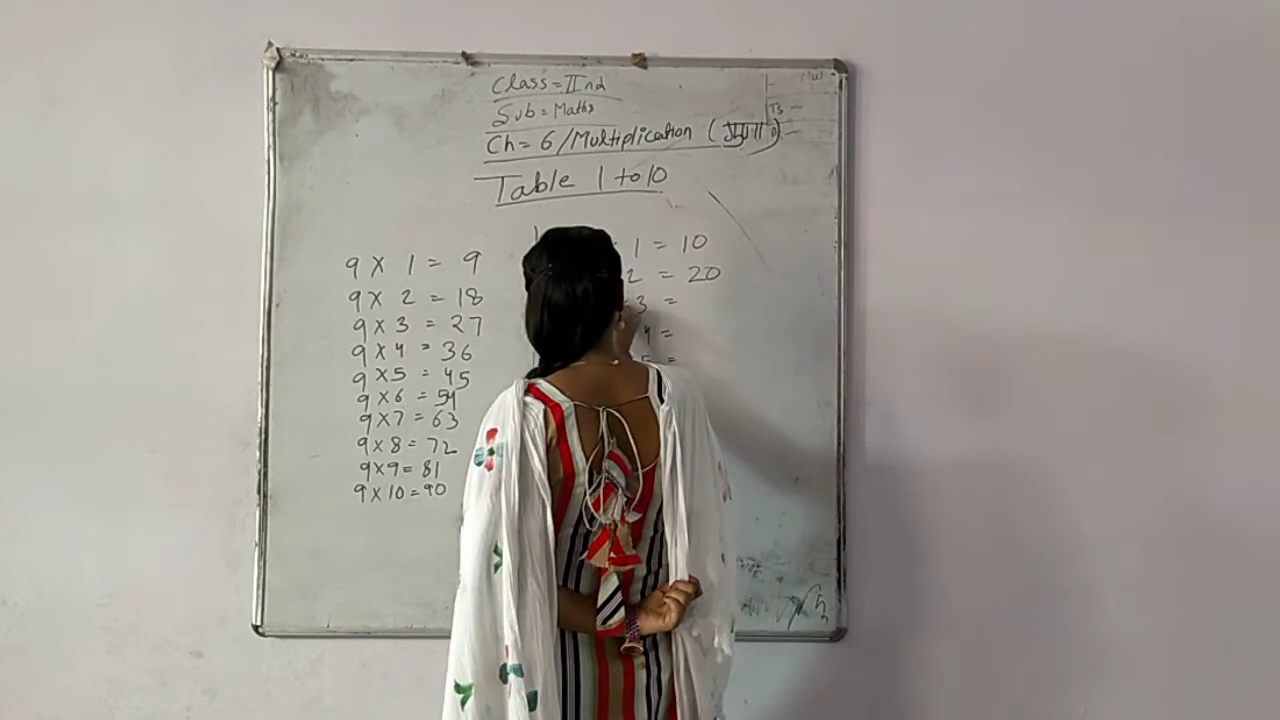 Class = IInd
Sub = Maths
Ch = 6 / Multiplication (गुणा)
Table 1 to 10
9 X 1 = 9
9 X 2 = 18
9 X 3 = 27
9 X 4 = 36
9 X 5 = 45
9 X 6 = 54
9 X 7 = 63
9 X 8 = 72
9 X 9 = 81
9 X 10 = 90
1 = 10
2 = 20
3 =
4 =
5 =
TS -